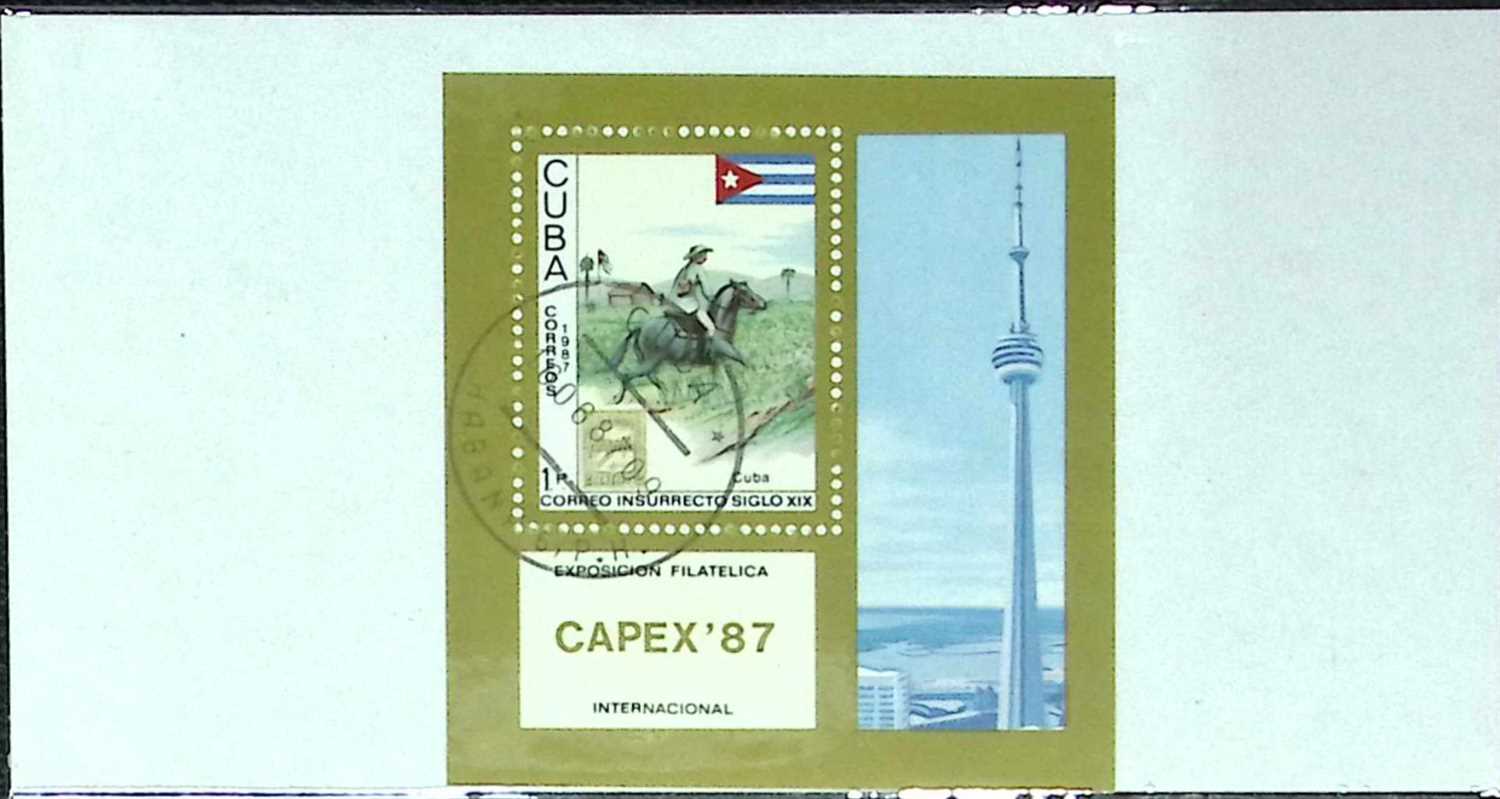 CUBA
CORREOS
1987
1P.
Cuba
CORREO INSURRECTO SIGLO XIX
EXPOSICION FILATELICA
CAPEX'87
INTERNACIONAL